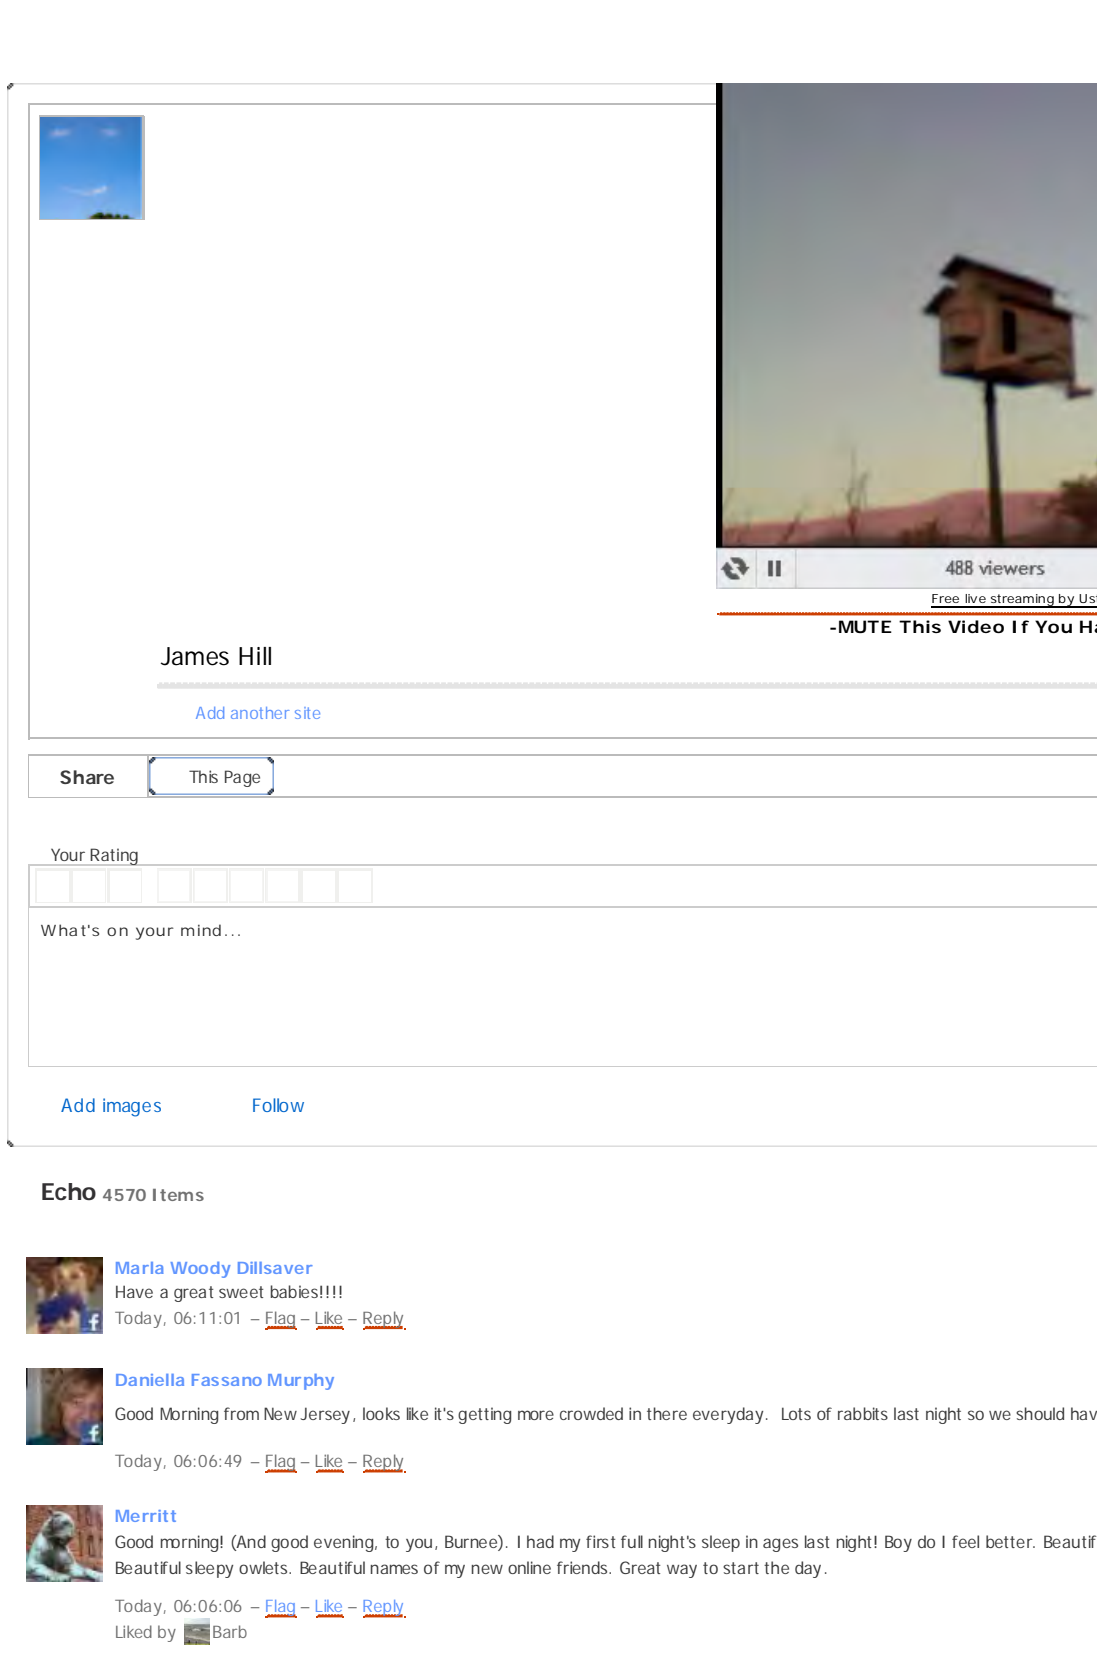 488 viewers
Free live streaming by Ust
-MUTE This Video If You Ha
James Hill
Add another site
Share
This Page
Your Rating
What's on your mind...
Add images
Follow
Echo 4570 Items
Marla Woody Dillsaver
Have a great sweet babies!!!!
Today, 06:11:01 – Flag – Like – Reply
Daniella Fassano Murphy
Good Morning from New Jersey, looks like it's getting more crowded in there everyday. Lots of rabbits last night so we should hav
Today, 06:06:49 – Flag – Like – Reply
Merritt
Good morning! (And good evening, to you, Burnee). I had my first full night's sleep in ages last night! Boy do I feel better. Beautif
Beautiful sleepy owlets. Beautiful names of my new online friends. Great way to start the day.
Today, 06:06:06 – Flag – Like – Reply
Liked by Barb